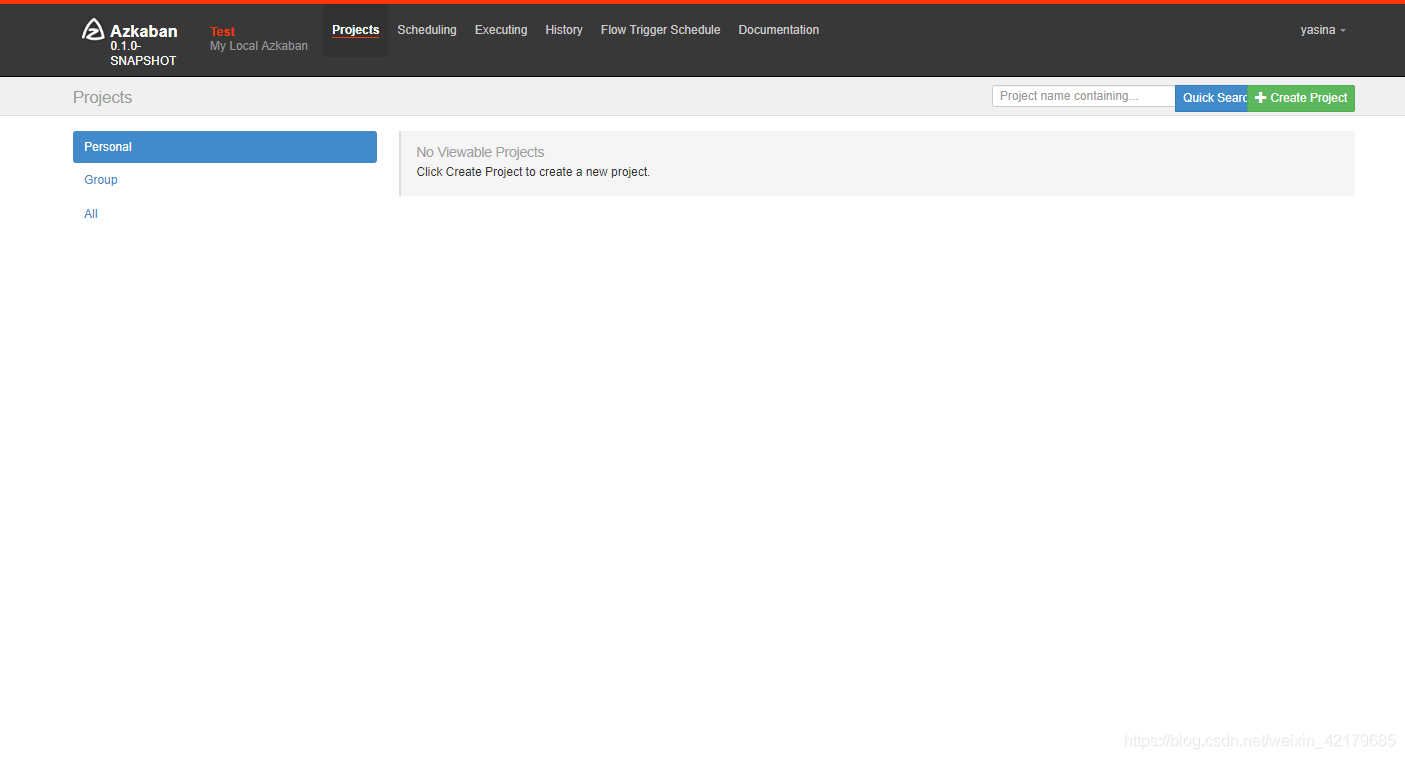 Azkaban
0.1.0-
SNAPSHOT
Test
My Local Azkaban
Projects Scheduling Executing History Flow Trigger Schedule Documentation yasina
Projects Project name containing... Quick Searc Create Project
Personal
Group
All
No Viewable Projects
Click Create Project to create a new project.
https://blog.csdn.net/weixin_42179685